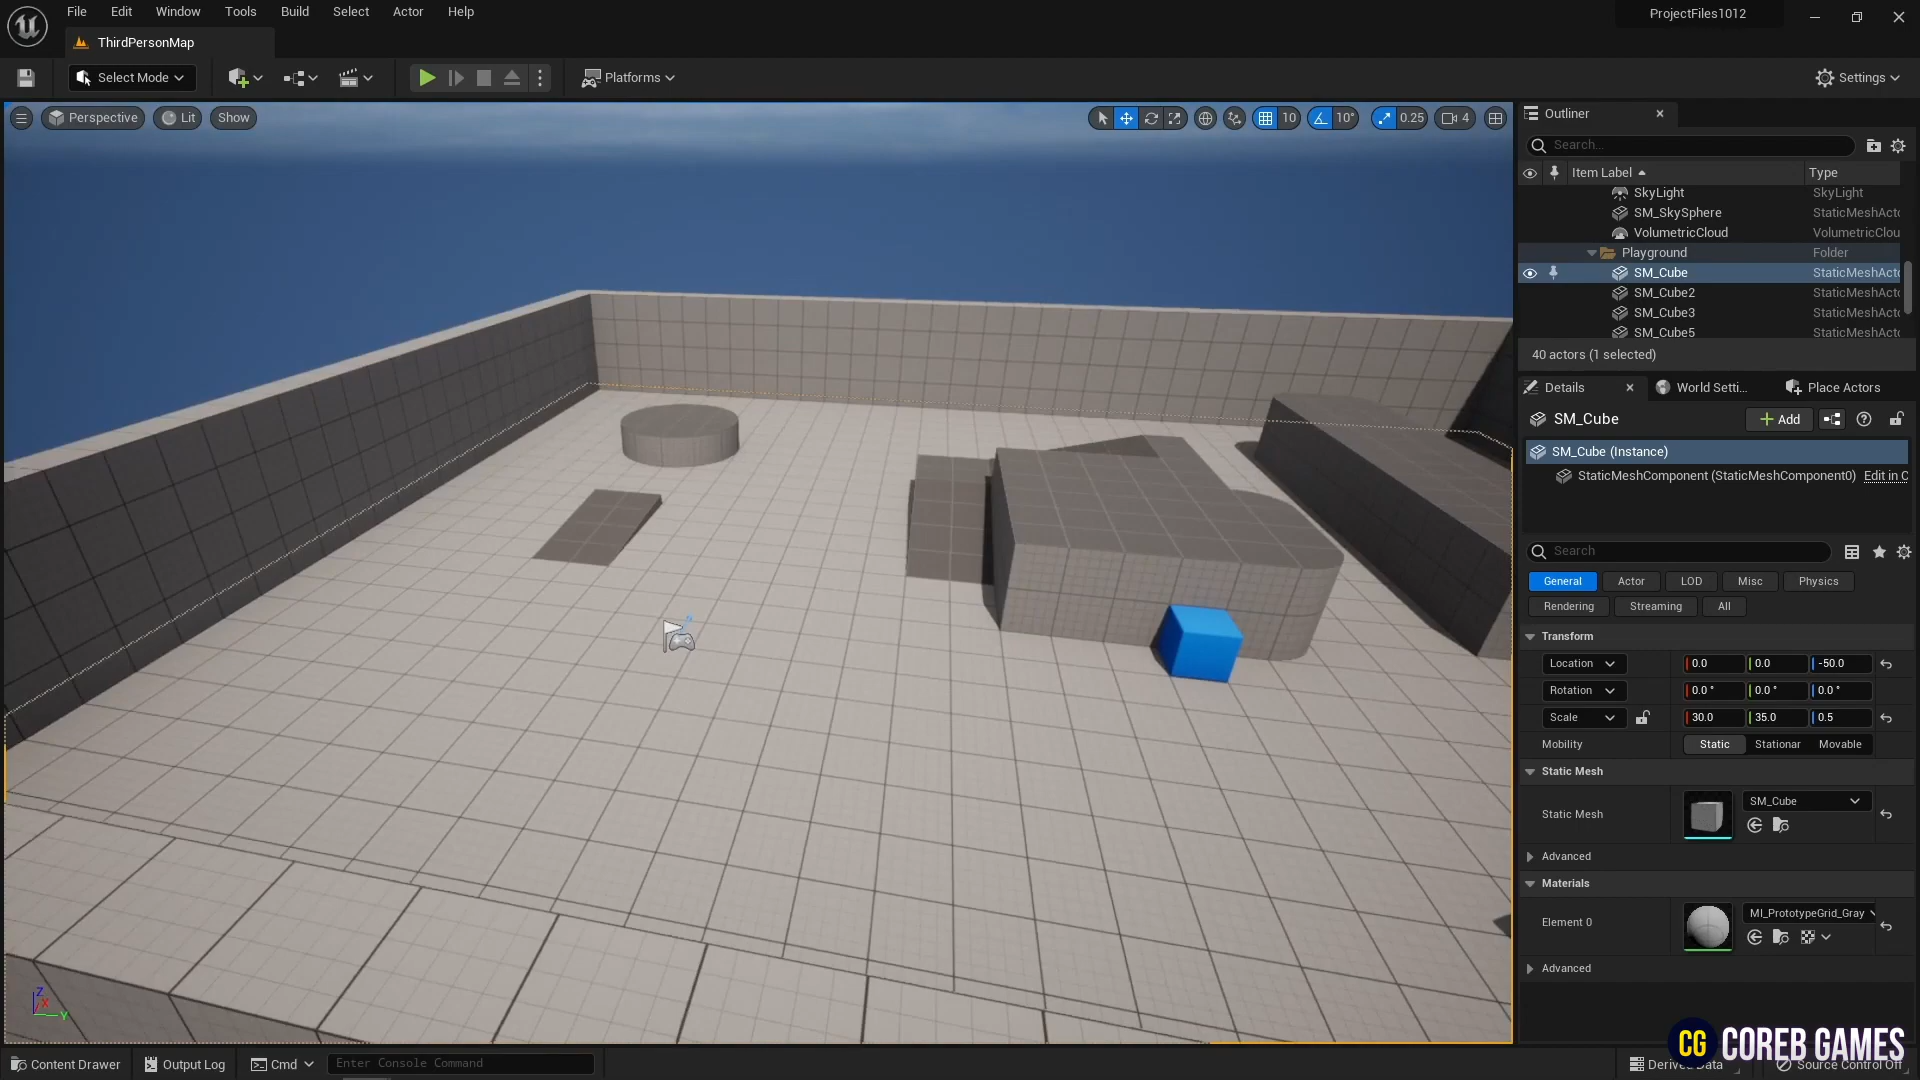 File Edit Window Tools Build Select Actor Help
ProjectFiles1012
ThirdPersonMap
Select Mode
Platforms
Settings
Perspective Lit Show
10 10° 0.25 4
Outliner
Search...
Item Label Type
SkyLight SkyLight
SM_SkySphere StaticMeshActo
VolumetricCloud VolumetricClou
Playground Folder
SM_Cube StaticMeshActo
SM_Cube2 StaticMeshActo
SM_Cube3 StaticMeshActo
SM_Cube5 StaticMeshActo
40 actors (1 selected)
Details World Setti... Place Actors
SM_Cube Add
SM_Cube (Instance)
StaticMeshComponent (StaticMeshComponent0) Edit in C
Search
General Actor LOD Misc Physics
Rendering Streaming All
Transform
Location 0.0 0.0 -50.0
Rotation 0.0 ° 0.0 ° 0.0 °
Scale 30.0 35.0 0.5
Mobility Static Stationar Movable
Static Mesh
Static Mesh SM_Cube
Advanced
Materials
Element 0 MI_PrototypeGrid_Gray
Advanced
Z X Y
CG COREB GAMES
Content Drawer Output Log Cmd Enter Console Command
Derived Data Source Control Off